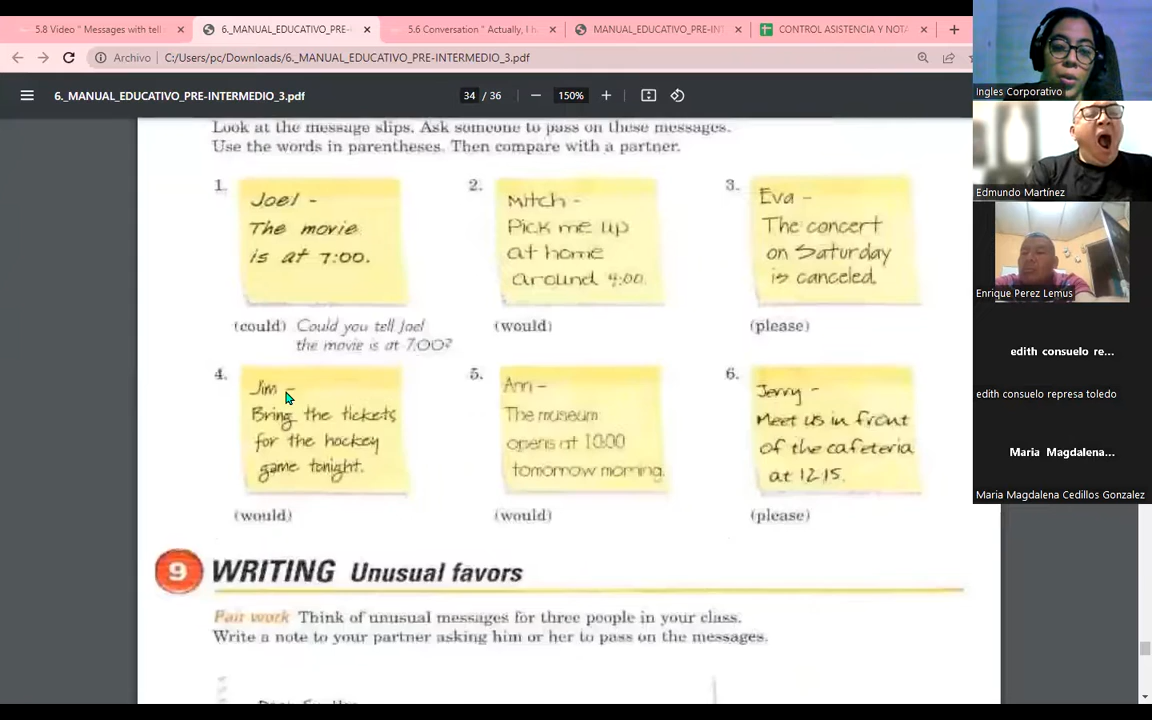 5.8 Video " Messages with tell
6._MANUAL_EDUCATIVO_PRE-I
5.6 Conversation " Actually, I h
MANUAL_EDUCATIVO_PRE-INT
CONTROL ASISTENCIA Y NOTA
Archivo
C:/Users/pc/Downloads/6._MANUAL_EDUCATIVO_PRE-INTERMEDIO_3.pdf
6._MANUAL_EDUCATIVO_PRE-INTERMEDIO_3.pdf
34 / 36
150%
Look at the message slips. Ask someone to pass on these messages.
Use the words in parentheses. Then compare with a partner.
1.
Joel -
The movie
is at 7:00.
(could) Could you tell Joel
the movie is at 7:00?
2.
Mitch -
Pick me up
at home
around 4:00.
(would)
3.
Eva -
The concert
on Saturday
is canceled.
(please)
4.
Jim -
Bring the tickets
for the hockey
game tonight.
(would)
5.
Ann -
The museum
opens at 10:00
tomorrow morning.
(would)
6.
Jerry -
Meet us in front
of the cafeteria
at 12:15.
(please)
9 WRITING Unusual favors
Pair work Think of unusual messages for three people in your class.
Write a note to your partner asking him or her to pass on the messages.
Ingles Corporativo
Edmundo Martínez
Enrique Perez Lemus
edith consuelo re...
edith consuelo represa toledo
Maria Magdalena...
Maria Magdalena Cedillos Gonzalez